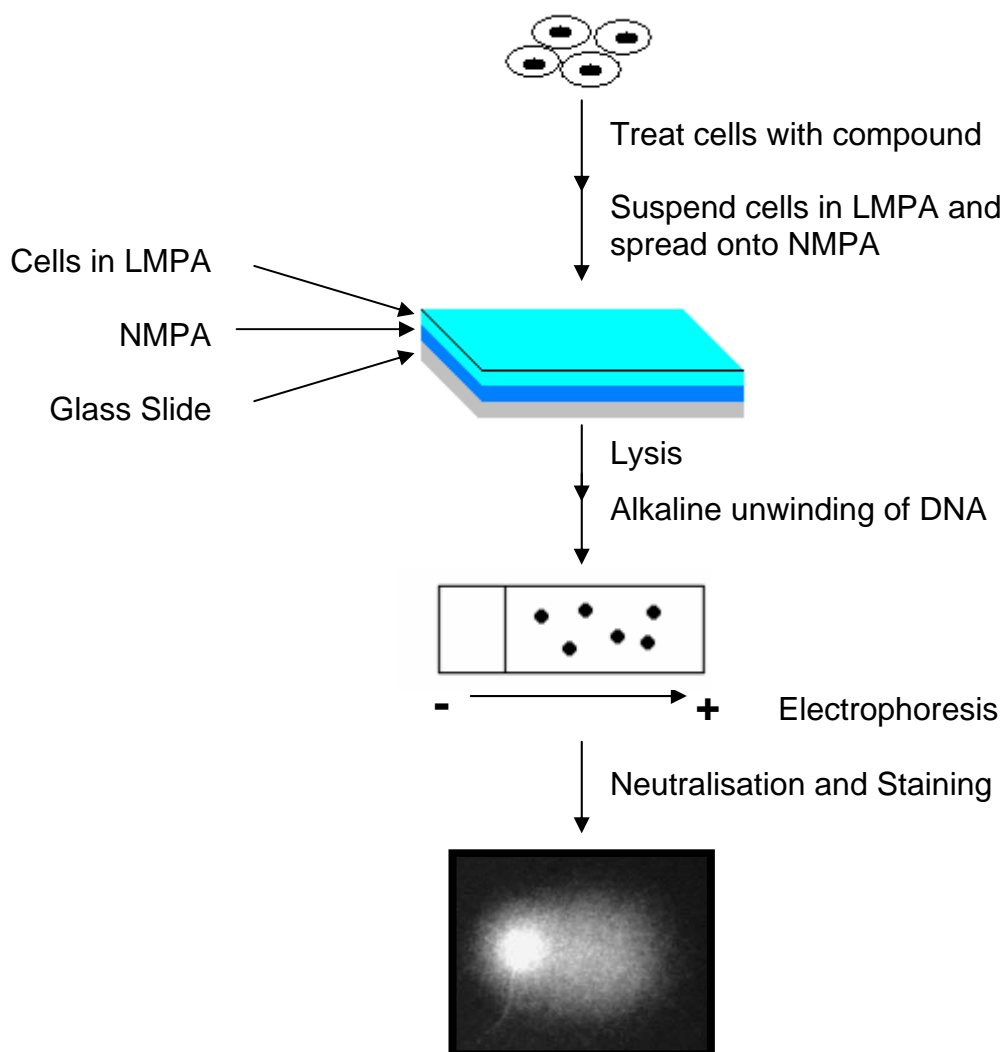 Treat cells with compound
Suspend cells in LMPA and
spread onto NMPA
Cells in LMPA
NMPA
Glass Slide
Lysis
Alkaline unwinding of DNA
- +
Electrophoresis
Neutralisation and Staining